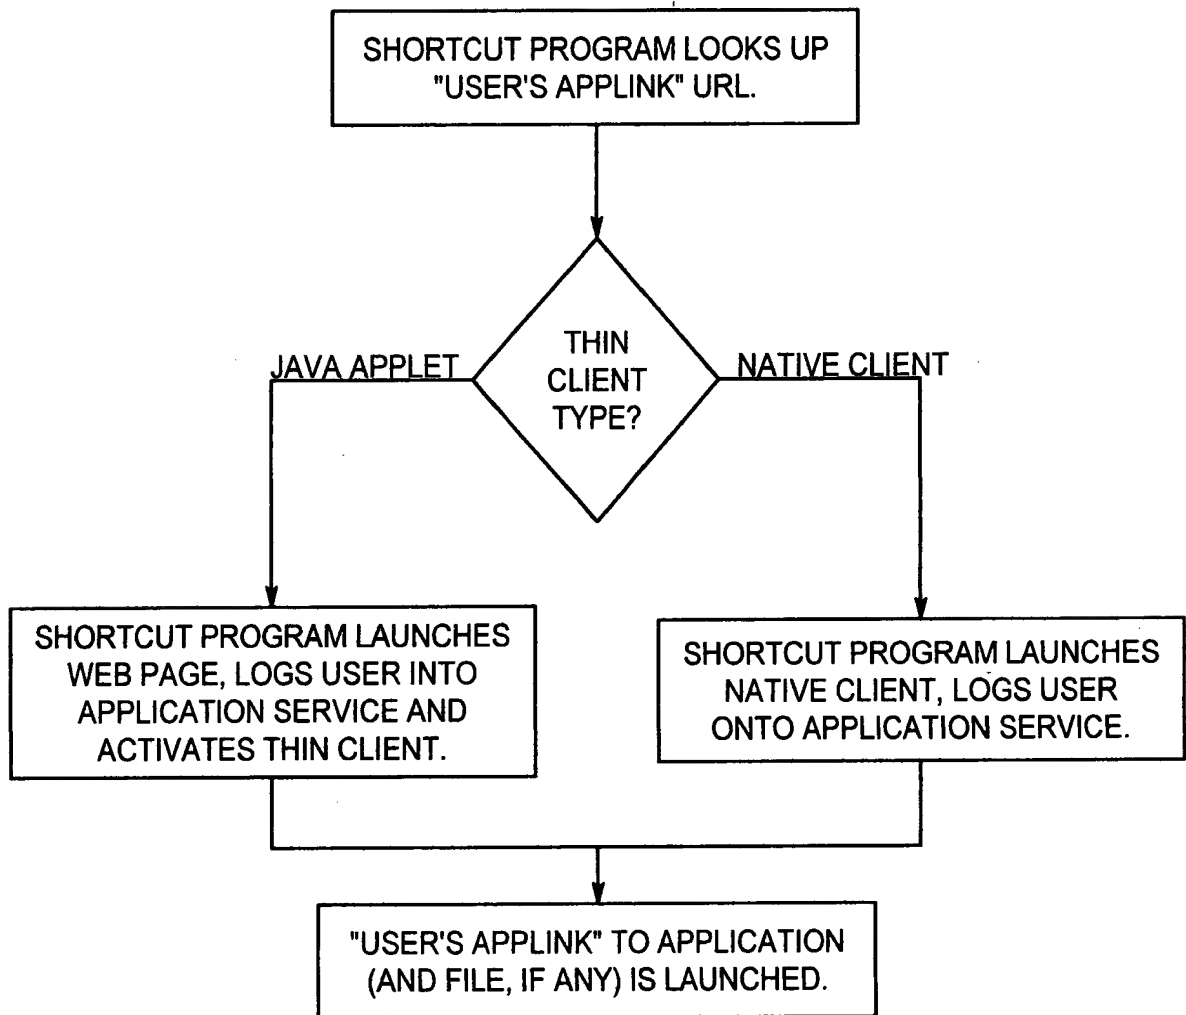 SHORTCUT PROGRAM LOOKS UP
"USER'S APPLINK" URL.
THIN
CLIENT
TYPE?
JAVA APPLET
NATIVE CLIENT
SHORTCUT PROGRAM LAUNCHES
WEB PAGE, LOGS USER INTO
APPLICATION SERVICE AND
ACTIVATES THIN CLIENT.
SHORTCUT PROGRAM LAUNCHES
NATIVE CLIENT, LOGS USER
ONTO APPLICATION SERVICE.
"USER'S APPLINK" TO APPLICATION
(AND FILE, IF ANY) IS LAUNCHED.